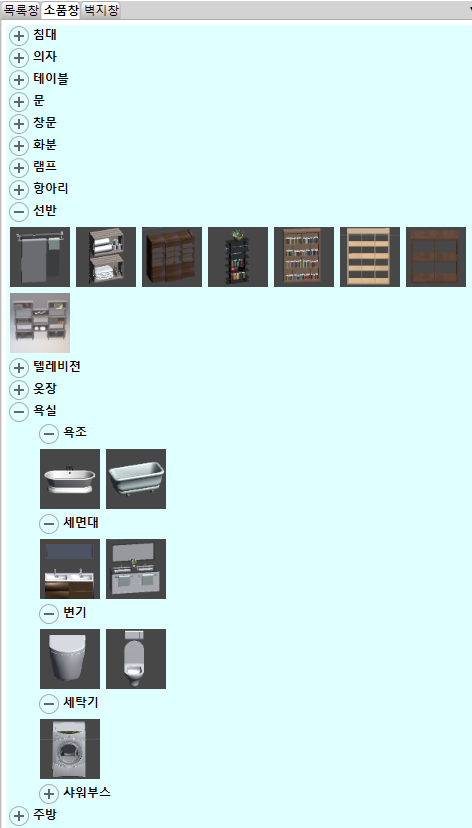 목록창 소품창 벽지창
침대
의자
테이블
문
창문
화분
램프
항아리
선반
텔레비젼
옷장
욕실
욕조
세면대
변기
세탁기
샤워부스
주방